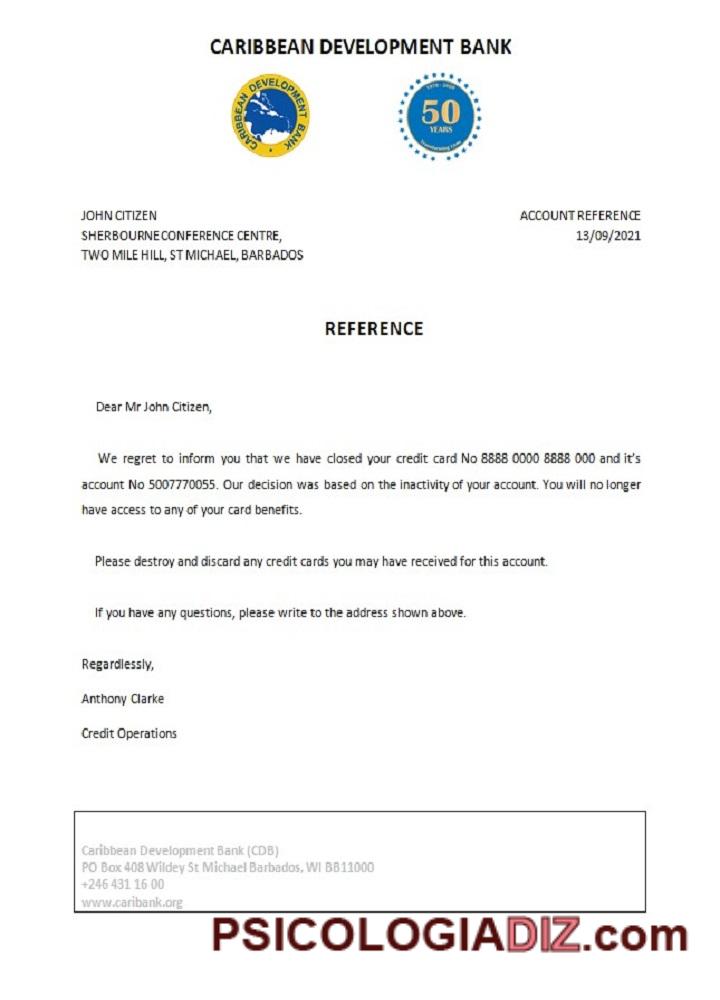 CARIBBEAN DEVELOPMENT BANK
CARIBBEAN DEVELOPMENT BANK
50
YEARS
JOHN CITIZEN
SHERBOURNE CONFERENCE CENTRE,
TWO MILE HILL, ST MICHAEL, BARBADOS
ACCOUNT REFERENCE
13/09/2021
REFERENCE
Dear Mr John Citizen,
We regret to inform you that we have closed your credit card No 8888 0000 8888 000 and it's
account No 5007770055. Our decision was based on the inactivity of your account. You will no longer
have access to any of your card benefits.
Please destroy and discard any credit cards you may have received for this account.
If you have any questions, please write to the address shown above.
Regardlessly,
Anthony Clarke
Credit Operations
Caribbean Development Bank (CDB)
PO Box 408 Wildey St Michael Barbados, WI BB11000
+246 431 16 00
www.caribank.org
PSICOLOGIADIZ.com